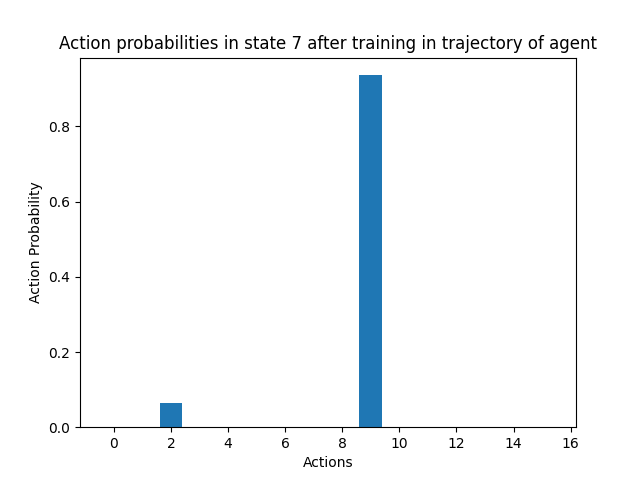 Action probabilities in state 7 after training in trajectory of agent
Action Probability
0.8
0.6
0.4
0.2
0.0
0 2 4 6 8 10 12 14 16
Actions